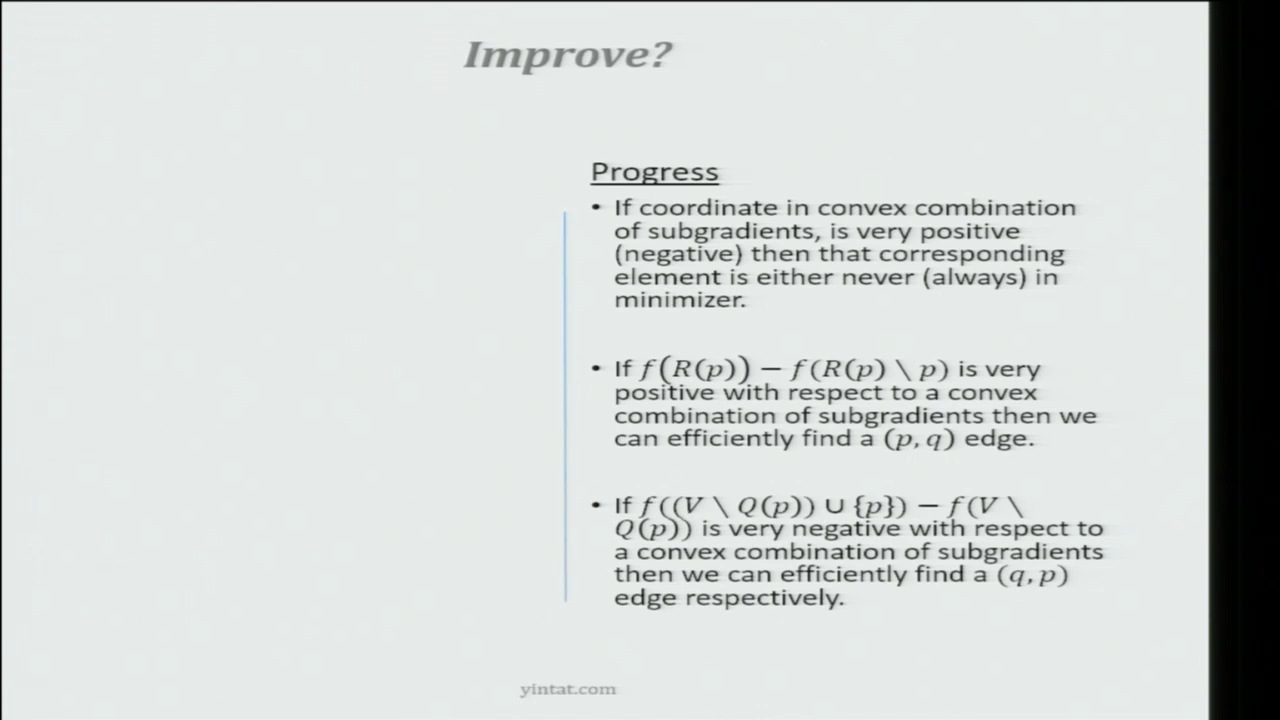 Improve?
Progress
• If coordinate in convex combination
of subgradients, is very positive
(negative) then that corresponding
element is either never (always) in
minimizer.
• If f(R(p)) − f(R(p) \ p) is very
positive with respect to a convex
combination of subgradients then we
can efficiently find a (p, q) edge.
• If f((V \ Q(p)) ∪ {p}) − f(V \
Q(p)) is very negative with respect to
a convex combination of subgradients
then we can efficiently find a (q, p)
edge respectively.
yintat.com